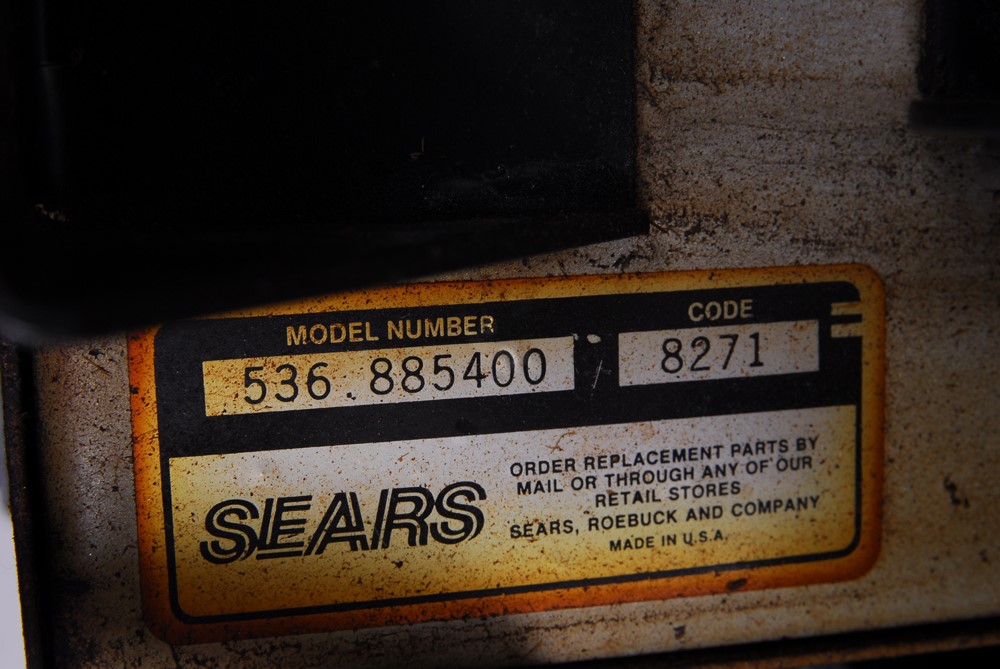 MODEL NUMBER
CODE
536.885400
8271
SEARS
ORDER REPLACEMENT PARTS BY
MAIL OR THROUGH ANY OF OUR
RETAIL STORES
SEARS, ROEBUCK AND COMPANY
MADE IN U.S.A.